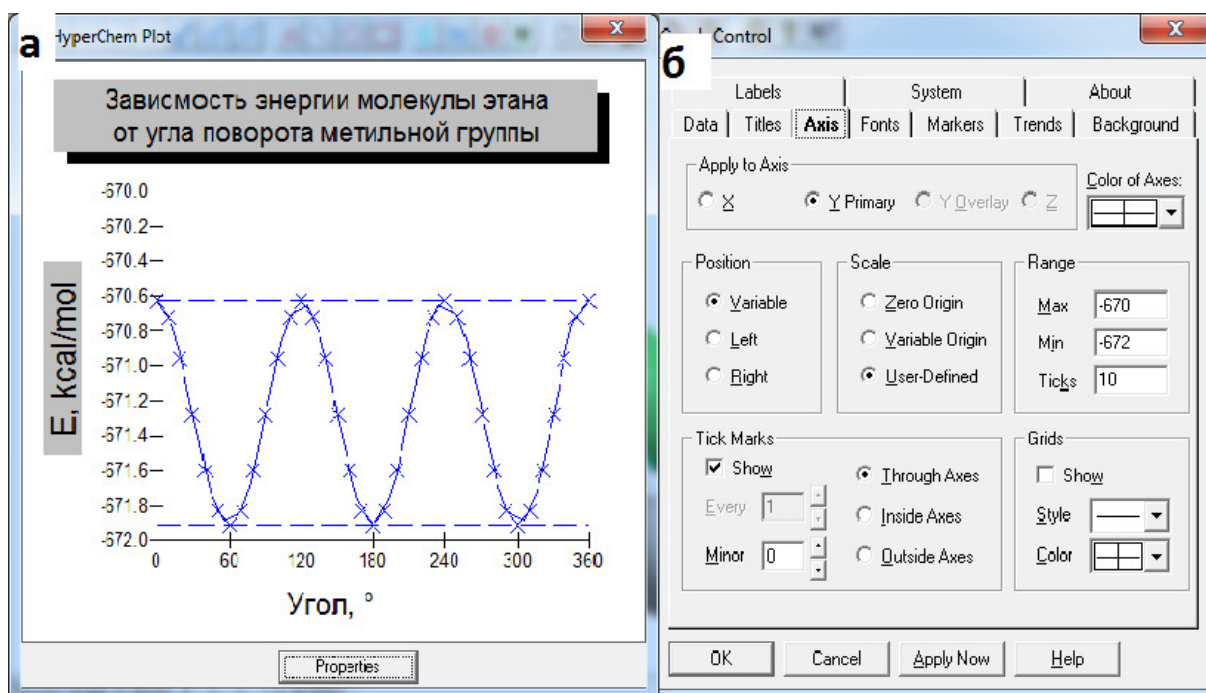 а
HyperChem Plot
Зависмость энергии молекулы этана
от угла поворота метильной группы
E, kcal/mol
-670.0
-670.2
-670.4
-670.6
-670.8
-671.0
-671.2
-671.4
-671.6
-671.8
-672.0
0 60 120 180 240 300 360
Угол, °
Properties
б
Control
Labels System About
Data Titles Axis Fonts Markers Trends Background
Apply to Axis
X Y Primary Y Overlay Z
Color of Axes:
Position
Variable
Left
Right
Scale
Zero Origin
Variable Origin
User-Defined
Range
Max -670
Min -672
Ticks 10
Tick Marks
Show
Every 1
Minor 0
Through Axes
Inside Axes
Outside Axes
Grids
Show
Style
Color
OK Cancel Apply Now Help